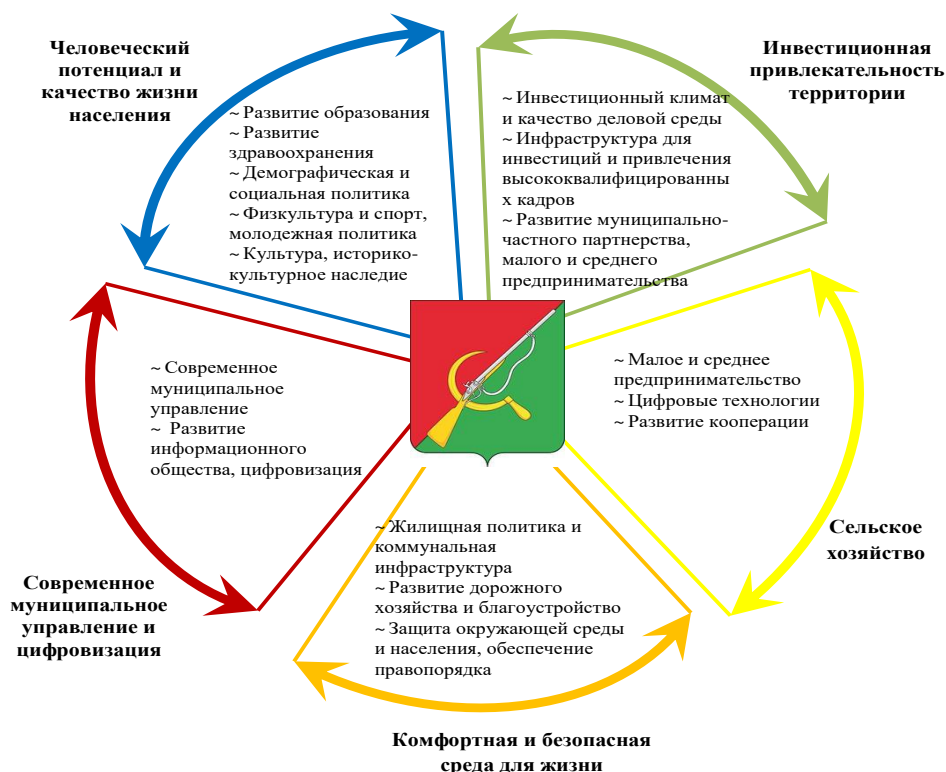 Человеческий
потенциал и
качество жизни
населения
~ Развитие образования
~ Развитие
здравоохранения
~ Демографическая и
социальная политика
~ Физкультура и спорт,
молодежная политика
~ Культура, историко-
культурное наследие
Инвестиционная
привлекательность
территории
~ Инвестиционный климат
и качество деловой среды
~ Инфраструктура для
инвестиций и привлечения
высококвалифицированны
х кадров
~ Развитие муниципально-
частного партнерства,
малого и среднего
предпринимательства
~ Малое и среднее
предпринимательство
~ Цифровые технологии
~ Развитие кооперации
Сельское
хозяйство
~ Современное
муниципальное
управление
~ Развитие
информационного
общества, цифровизация
Современное
муниципальное
управление и
цифровизация
~ Жилищная политика и
коммунальная
инфраструктура
~ Развитие дорожного
хозяйства и благоустройство
~ Защита окружающей среды
и населения, обеспечение
правопорядка
Комфортная и безопасная
среда для жизни